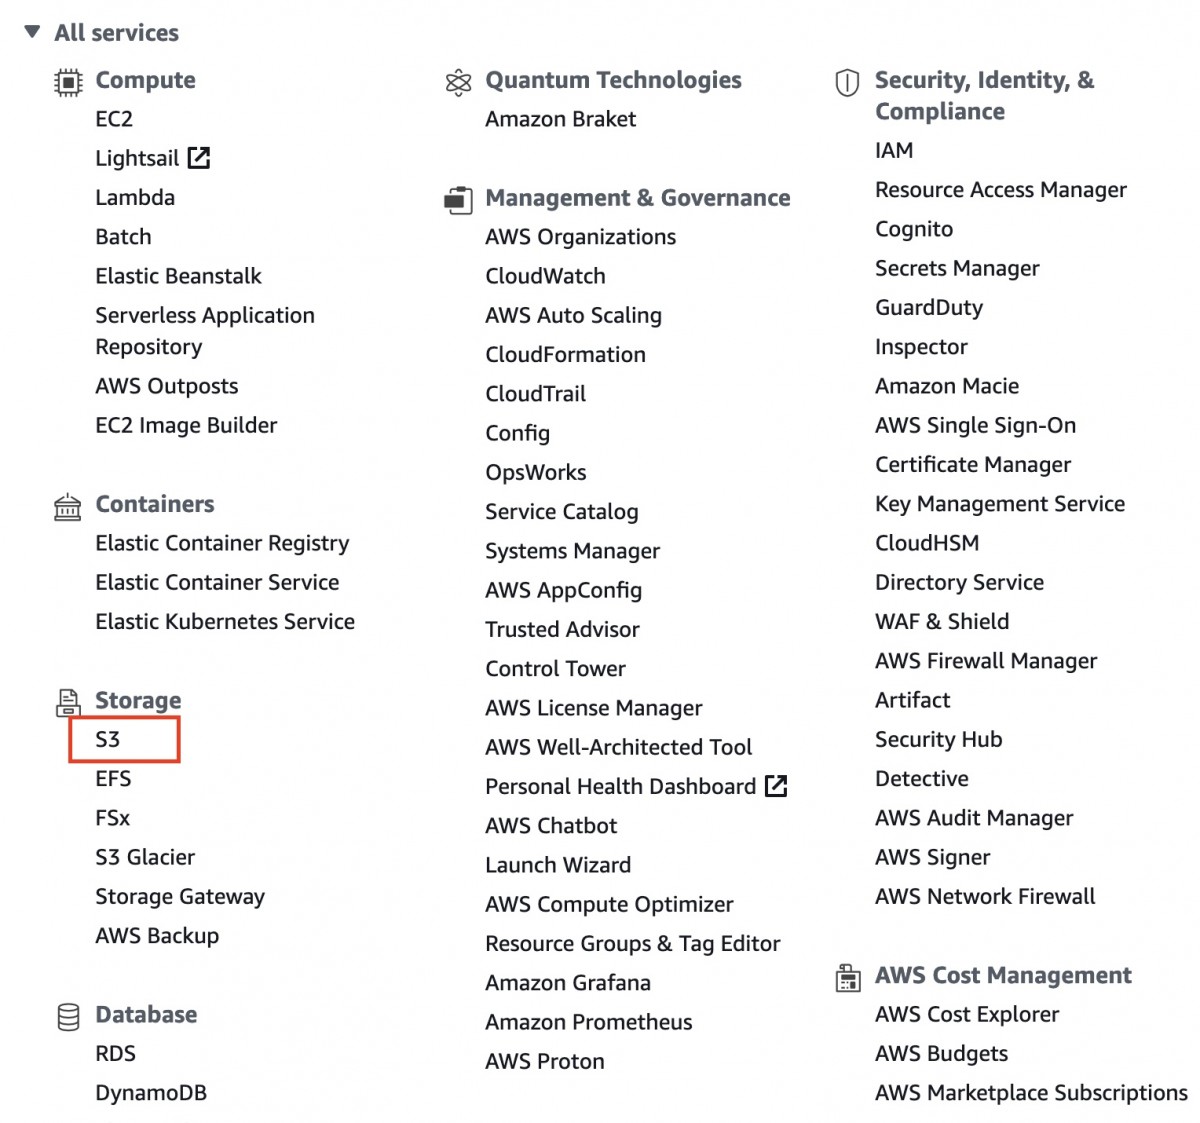 All services
Compute
EC2
Lightsail
Lambda
Batch
Elastic Beanstalk
Serverless Application
Repository
AWS Outposts
EC2 Image Builder
Containers
Elastic Container Registry
Elastic Container Service
Elastic Kubernetes Service
Storage
S3
EFS
FSx
S3 Glacier
Storage Gateway
AWS Backup
Database
RDS
DynamoDB
Quantum Technologies
Amazon Braket
Management & Governance
AWS Organizations
CloudWatch
AWS Auto Scaling
CloudFormation
CloudTrail
Config
OpsWorks
Service Catalog
Systems Manager
AWS AppConfig
Trusted Advisor
Control Tower
AWS License Manager
AWS Well-Architected Tool
Personal Health Dashboard
AWS Chatbot
Launch Wizard
AWS Compute Optimizer
Resource Groups & Tag Editor
Amazon Grafana
Amazon Prometheus
AWS Proton
Security, Identity, &
Compliance
IAM
Resource Access Manager
Cognito
Secrets Manager
GuardDuty
Inspector
Amazon Macie
AWS Single Sign-On
Certificate Manager
Key Management Service
CloudHSM
Directory Service
WAF & Shield
AWS Firewall Manager
Artifact
Security Hub
Detective
AWS Audit Manager
AWS Signer
AWS Network Firewall
AWS Cost Management
AWS Cost Explorer
AWS Budgets
AWS Marketplace Subscriptions